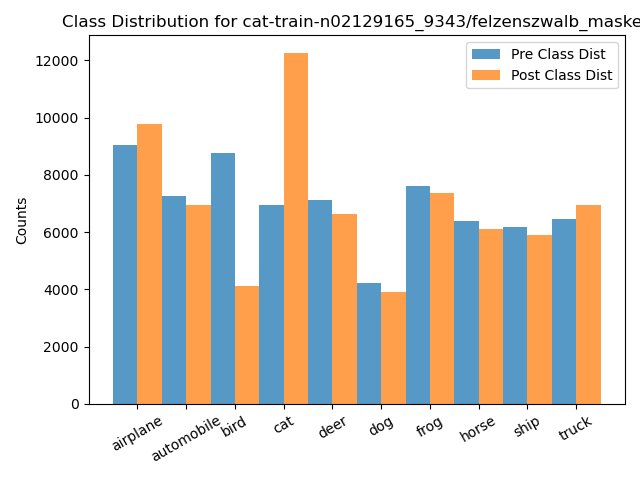 Class Distribution for cat-train-n02129165_9343/felzenszwalb_maske
Pre Class Dist
Post Class Dist
Counts
12000
10000
8000
6000
4000
2000
0
airplane
automobile
bird
cat
deer
dog
frog
horse
ship
truck